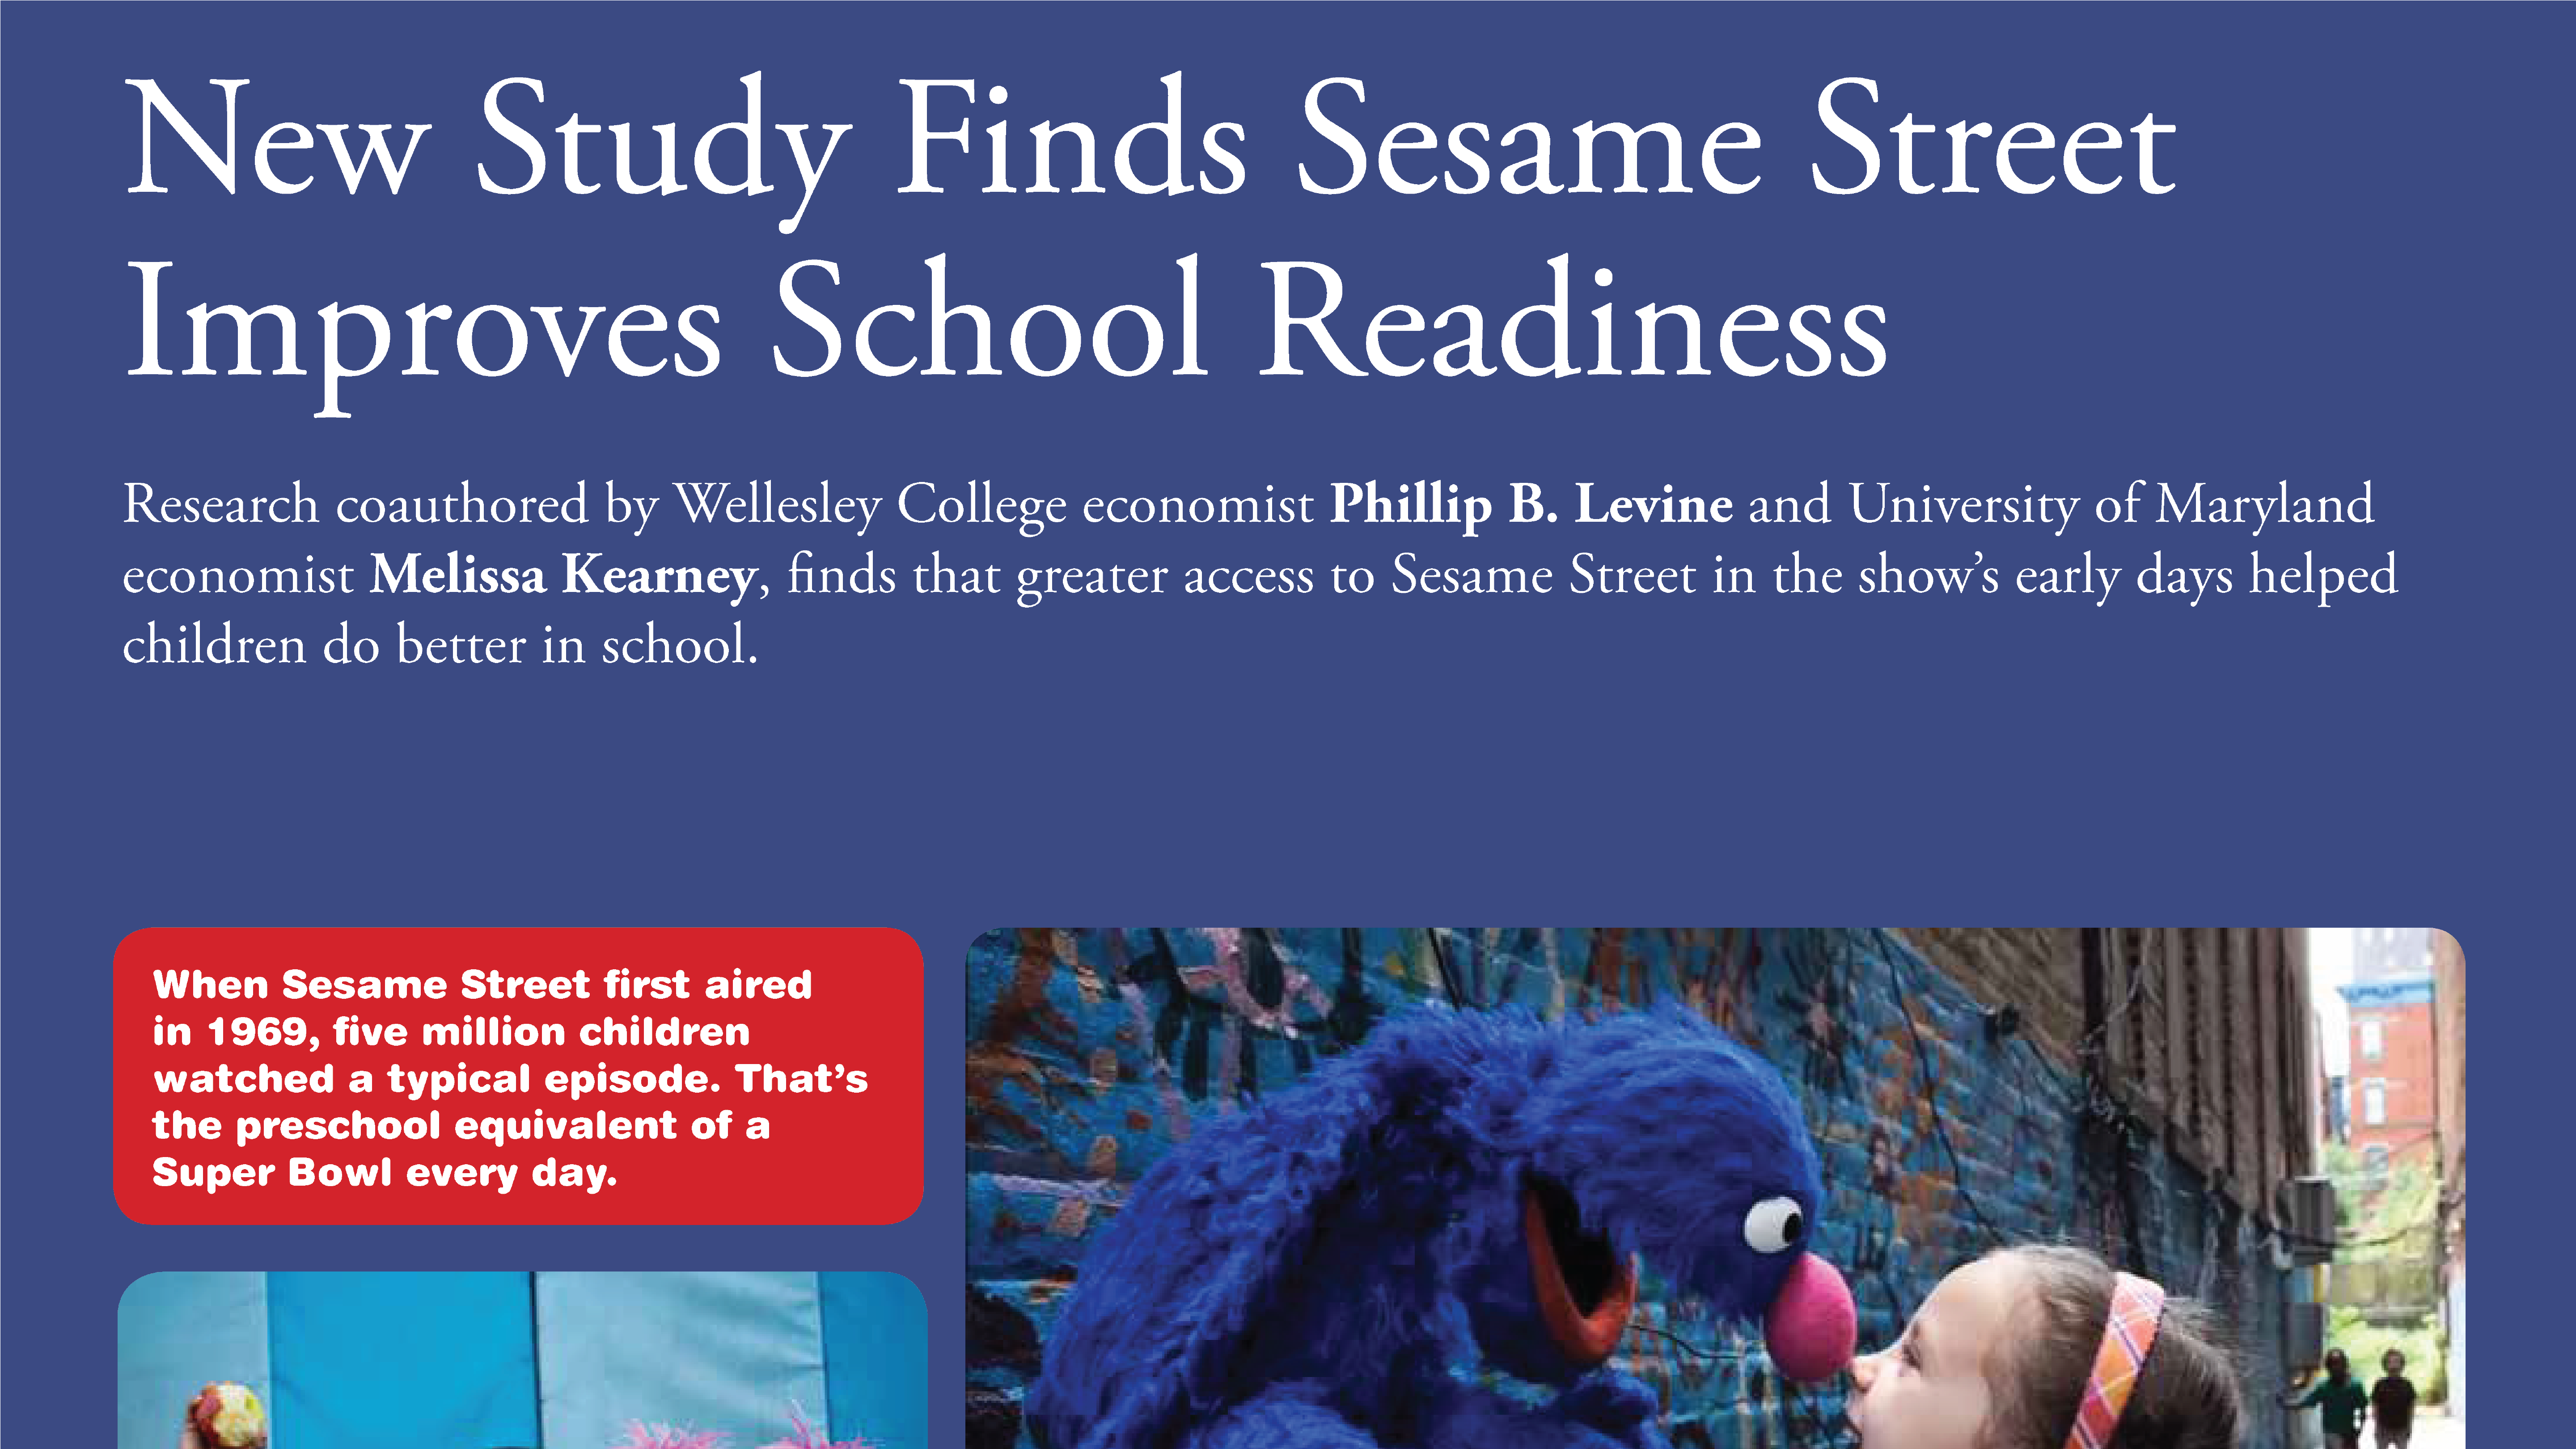 New Study Finds Sesame Street
Improves School Readiness
Research coauthored by Wellesley College economist Phillip B. Levine and University of Maryland
economist Melissa Kearney, finds that greater access to Sesame Street in the show’s early days helped
children do better in school.
When Sesame Street first aired
in 1969, five million children
watched a typical episode. That’s
the preschool equivalent of a
Super Bowl every day.